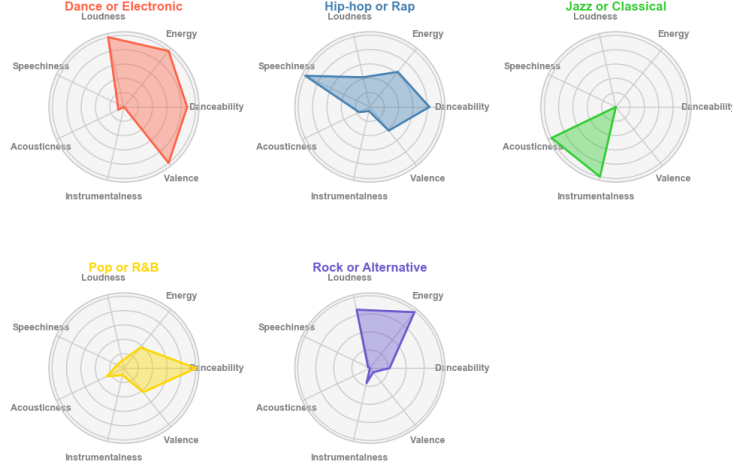 Dance or Electronic
Loudness
Energy
Speechiness
Danceability
Acousticness
Valence
Instrumentalness
Hip-hop or Rap
Loudness
Energy
Speechiness
Danceability
Acousticness
Valence
Instrumentalness
Jazz or Classical
Loudness
Energy
Speechiness
Danceability
Acousticness
Valence
Instrumentalness
Pop or R&B
Loudness
Energy
Speechiness
Danceability
Acousticness
Valence
Instrumentalness
Rock or Alternative
Loudness
Energy
Speechiness
Danceability
Acousticness
Valence
Instrumentalness